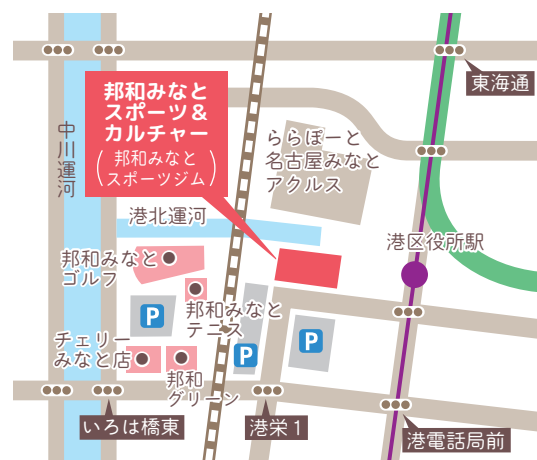 東海通
邦和みなと
スポーツ＆
カルチャー
(邦和みなと
スポーツジム)
中川運河
ららぽーと
名古屋みなと
アクルス
港北運河
港区役所駅
邦和みなと
ゴルフ
邦和みなと
テニス
P
P
P
チェリー
みなと店
邦和
グリーン
いろは橋東
港栄1
港電話局前